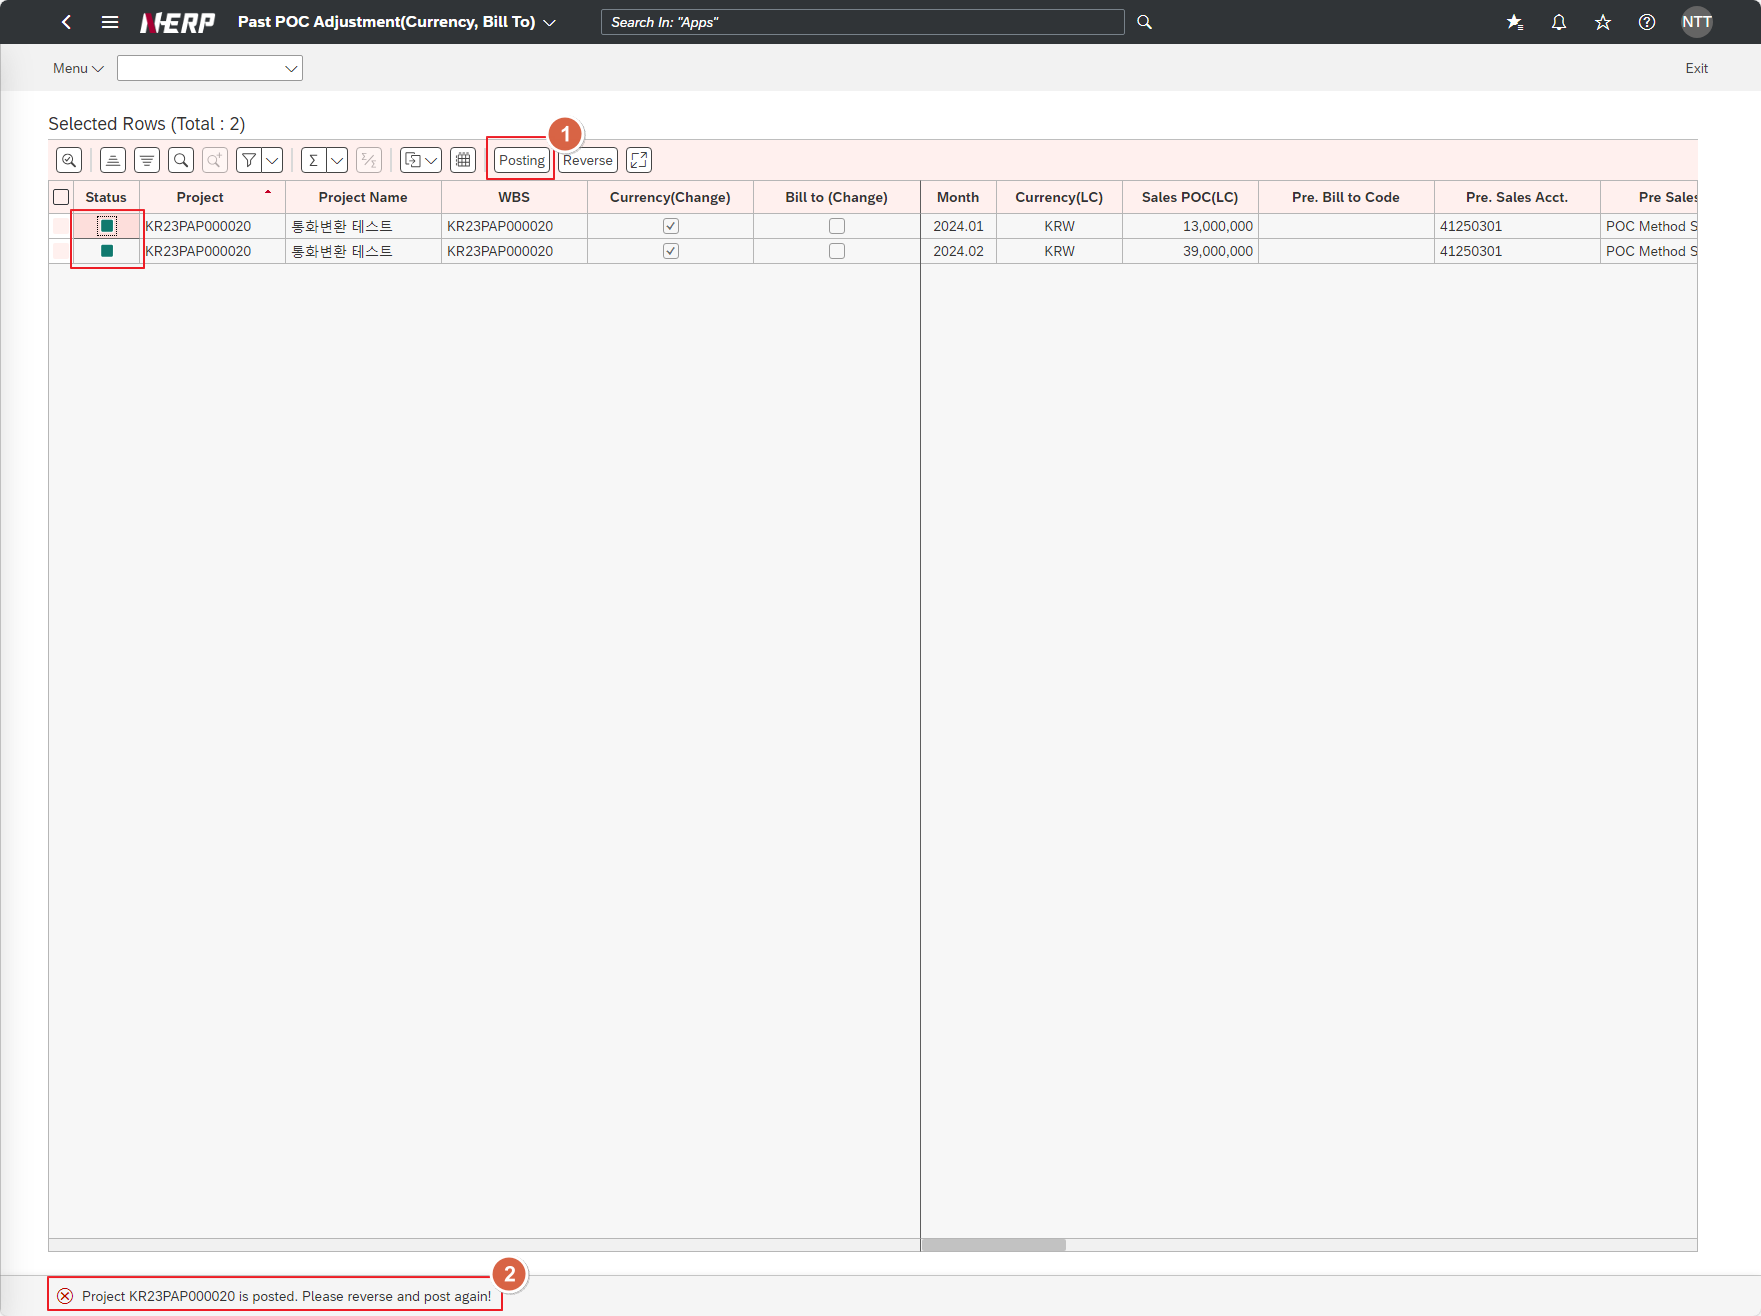 NERP Past POC Adjustment(Currency, Bill To) Search In: "Apps" NTT
Menu Exit
Selected Rows (Total : 2)
1
Posting Reverse
Status Project Project Name WBS Currency(Change) Bill to (Change) Month Currency(LC) Sales POC(LC) Pre. Bill to Code Pre. Sales Acct. Pre Sales
KR23PAP000020 통화변환 테스트 KR23PAP000020 2024.01 KRW 13,000,000 41250301 POC Method S
KR23PAP000020 통화변환 테스트 KR23PAP000020 2024.02 KRW 39,000,000 41250301 POC Method S
2
Project KR23PAP000020 is posted. Please reverse and post again!